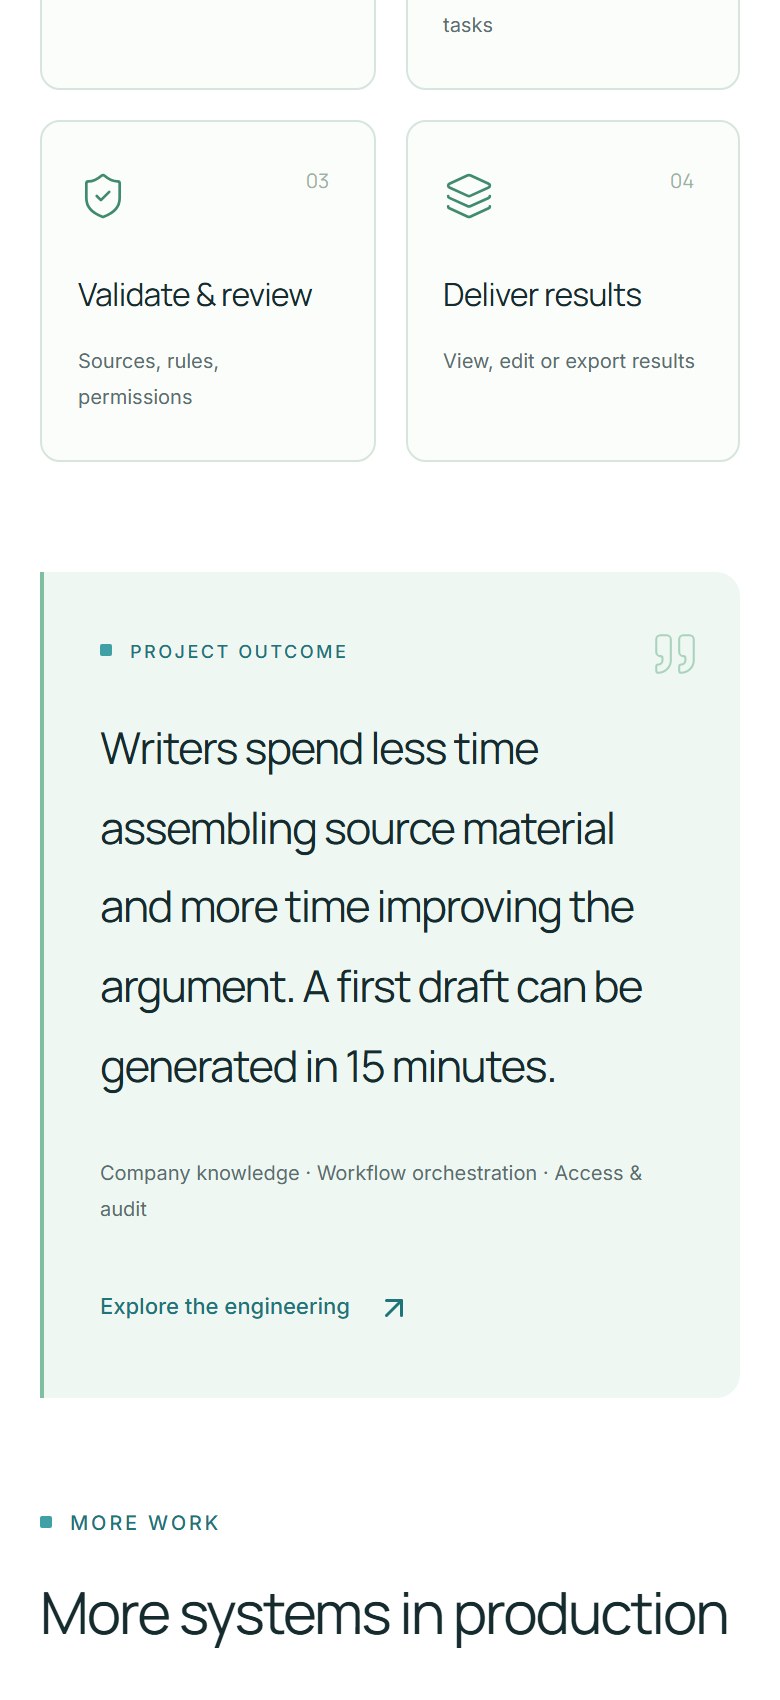 tasks
03
Validate & review
Sources, rules,
permissions
04
Deliver results
View, edit or export results
PROJECT OUTCOME
Writers spend less time
assembling source material
and more time improving the
argument. A first draft can be
generated in 15 minutes.
Company knowledge · Workflow orchestration · Access &
audit
Explore the engineering
MORE WORK
More systems in production